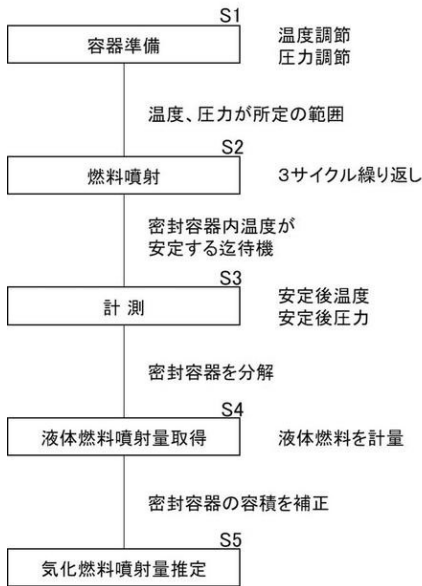 S1
容器準備
温度調節
圧力調節
温度、圧力が所定の範囲
S2
燃料噴射
3サイクル繰り返し
密封容器内温度が
安定する迄待機
S3
計 測
安定後温度
安定後圧力
密封容器を分解
S4
液体燃料噴射量取得
液体燃料を計量
密封容器の容積を補正
S5
気化燃料噴射量推定